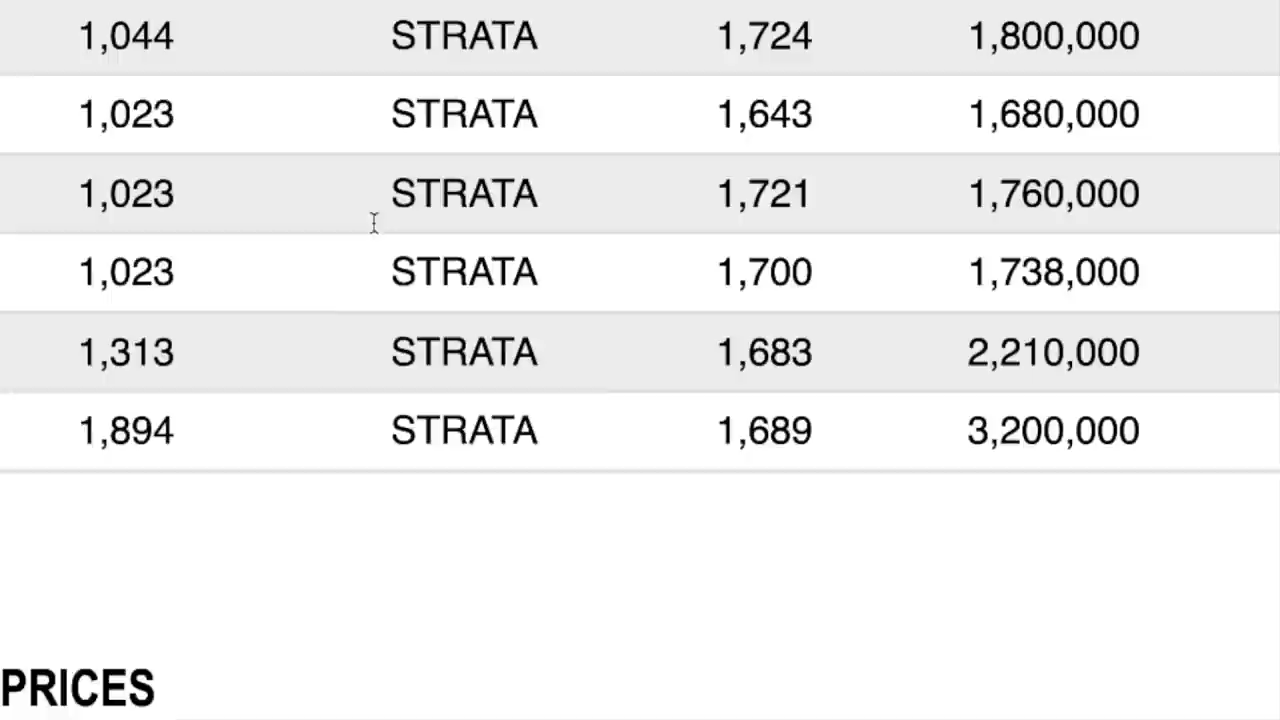 1,044 STRATA 1,724 1,800,000
1,023 STRATA 1,643 1,680,000
1,023 STRATA 1,721 1,760,000
1,023 STRATA 1,700 1,738,000
1,313 STRATA 1,683 2,210,000
1,894 STRATA 1,689 3,200,000
PRICES